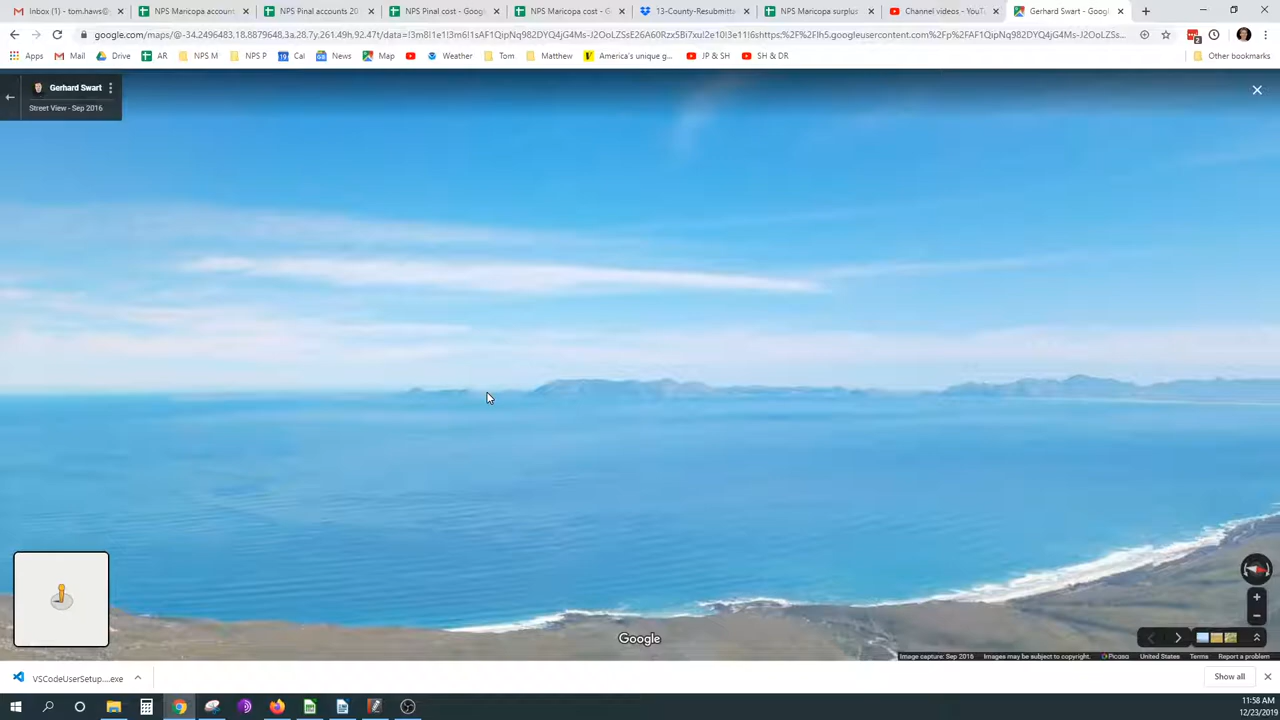 Inbox (1) - tom.haws@
NPS Maricopa account
NPS Pinal accounts 20
NPS Pinal cost - Goog
NPS Maricopa cost - G
13-County-Resubmitt
NPS Maricopa surplus
Channel videos - YouT
Gerhard Swart - Googl
Apps
Mail
Drive
AR
NPS M
NPS P
Cal
News
Map
Weather
Tom
Matthew
America's unique g...
JP & SH
SH & DR
Other bookmarks
Gerhard Swart
Street View - Sep 2016
Google
Image capture: Sep 2016 Images may be subject to copyright. Picasa United States Terms Report a problem
VSCodeUserSetup....exe
Show all
11:58 AM
12/23/2019